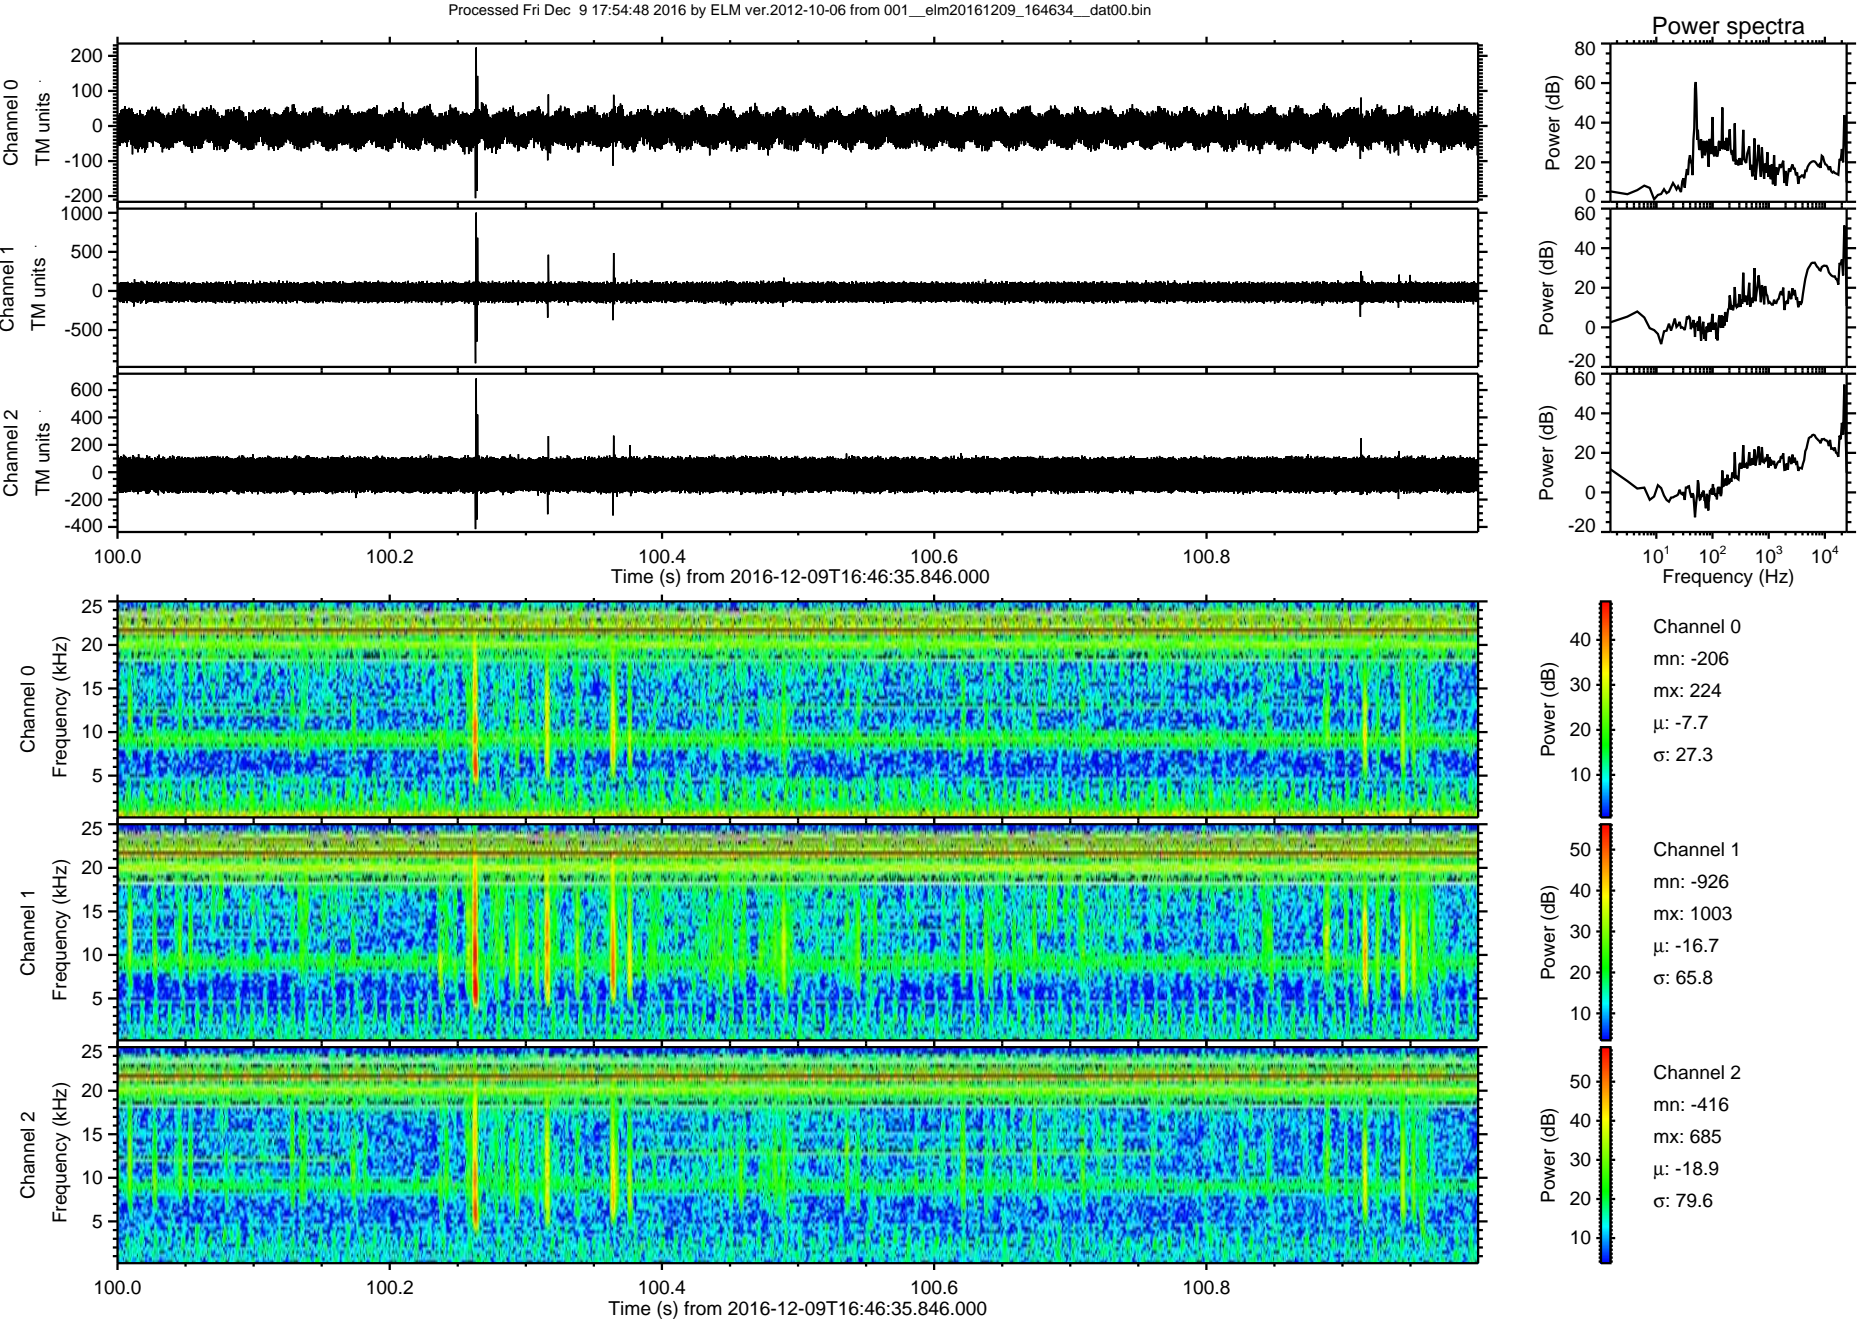 Processed Fri Dec  9 17:54:48 2016 by ELM ver.2012-10-06 from 001__elm20161209_164634__dat00.bin
Power spectra
Channel 0
TM units
200
100
0
-100
-200
Power (dB)
80
60
40
20
0
Channel 1
TM units
1000
500
0
-500
Power (dB)
60
40
20
0
-20
Channel 2
TM units
600
400
200
0
-200
-400
Power (dB)
60
40
20
0
-20
100.0 100.2 100.4 100.6 100.8
Time (s) from 2016-12-09T16:46:35.846.000
10^1 10^2 10^3 10^4
Frequency (Hz)
Channel 0
Frequency (kHz)
25
20
15
10
5
Power (dB)
40
30
20
10
Channel 0
mn: -206
mx: 224
μ: -7.7
σ: 27.3
Channel 1
Frequency (kHz)
25
20
15
10
5
Power (dB)
50
40
30
20
10
Channel 1
mn: -926
mx: 1003
μ: -16.7
σ: 65.8
Channel 2
Frequency (kHz)
25
20
15
10
5
Power (dB)
50
40
30
20
10
Channel 2
mn: -416
mx: 685
μ: -18.9
σ: 79.6
100.0 100.2 100.4 100.6 100.8
Time (s) from 2016-12-09T16:46:35.846.000